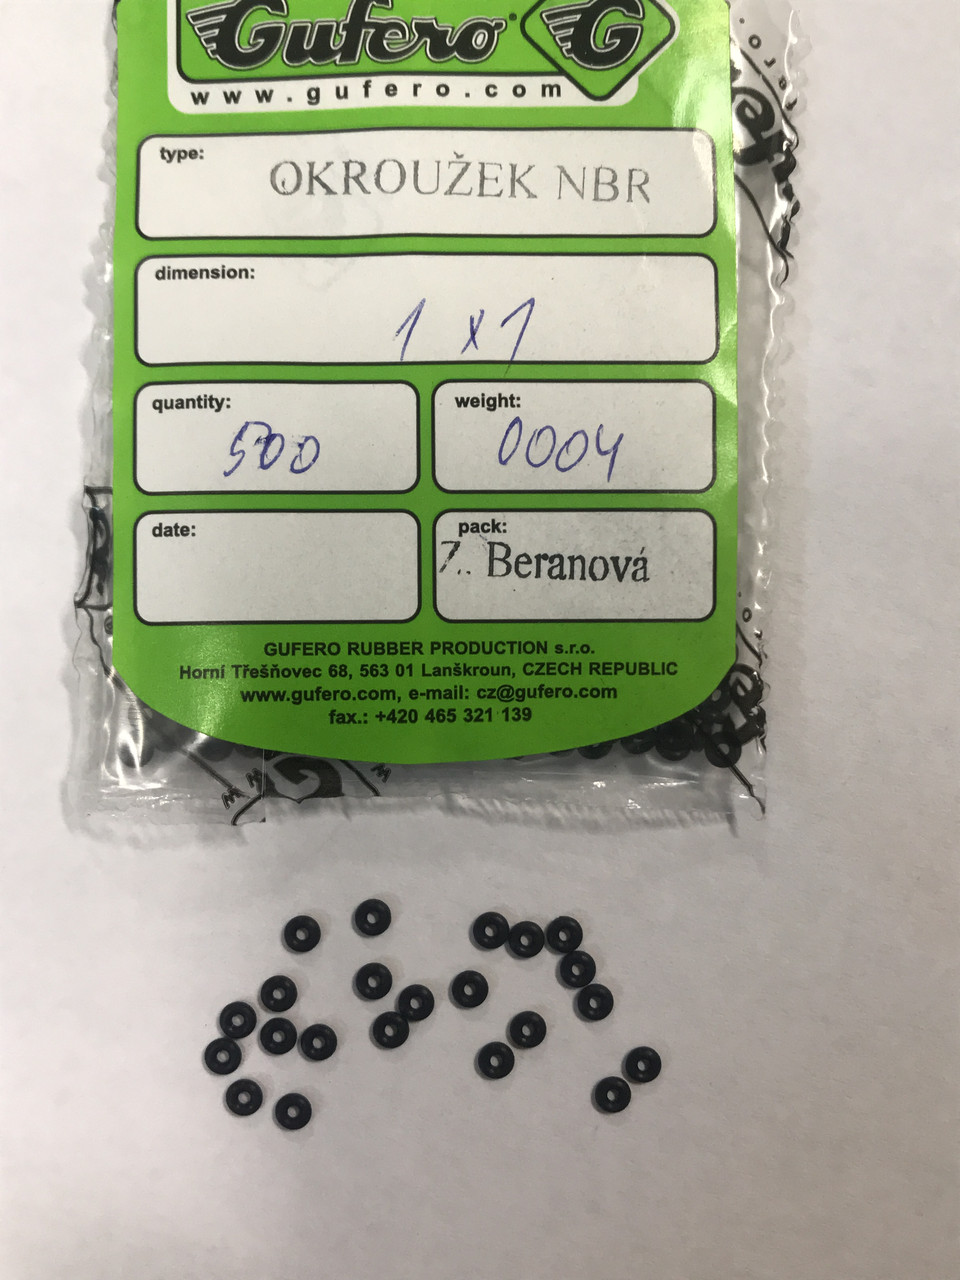 Gufero
G
www.gufero.com
type:
OKROUŽEK NBR
dimension:
1 x 1
quantity:
500
weight:
0004
date:
pack:
7.. Beranová
GUFERO RUBBER PRODUCTION s.r.o.
Horní Třešňovec 68, 563 01 Lanškroun, CZECH REPUBLIC
www.gufero.com, e-mail: cz@gufero.com
fax.: +420 465 321 139